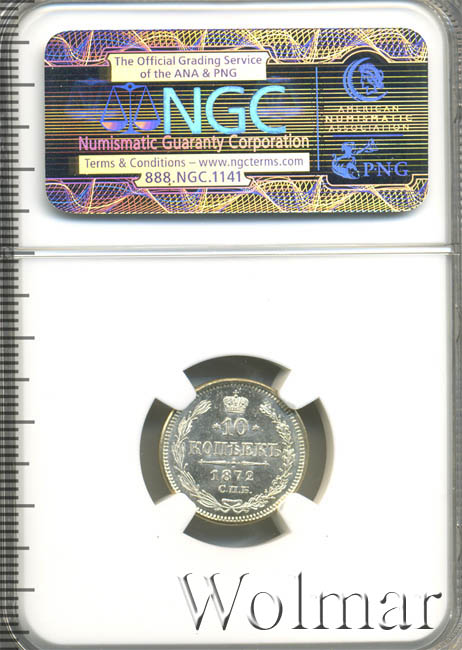 The Official Grading Service
of the ANA & PNG
NGC
Numismatic Guaranty Corporation
Terms & Conditions – www.ngcterms.com
888.NGC.1141
AMERICAN
NUMISMATIC
ASSOCIATION
PNG
10
КОПѢЕКЪ
1872
С.П.Б.
Wolmar